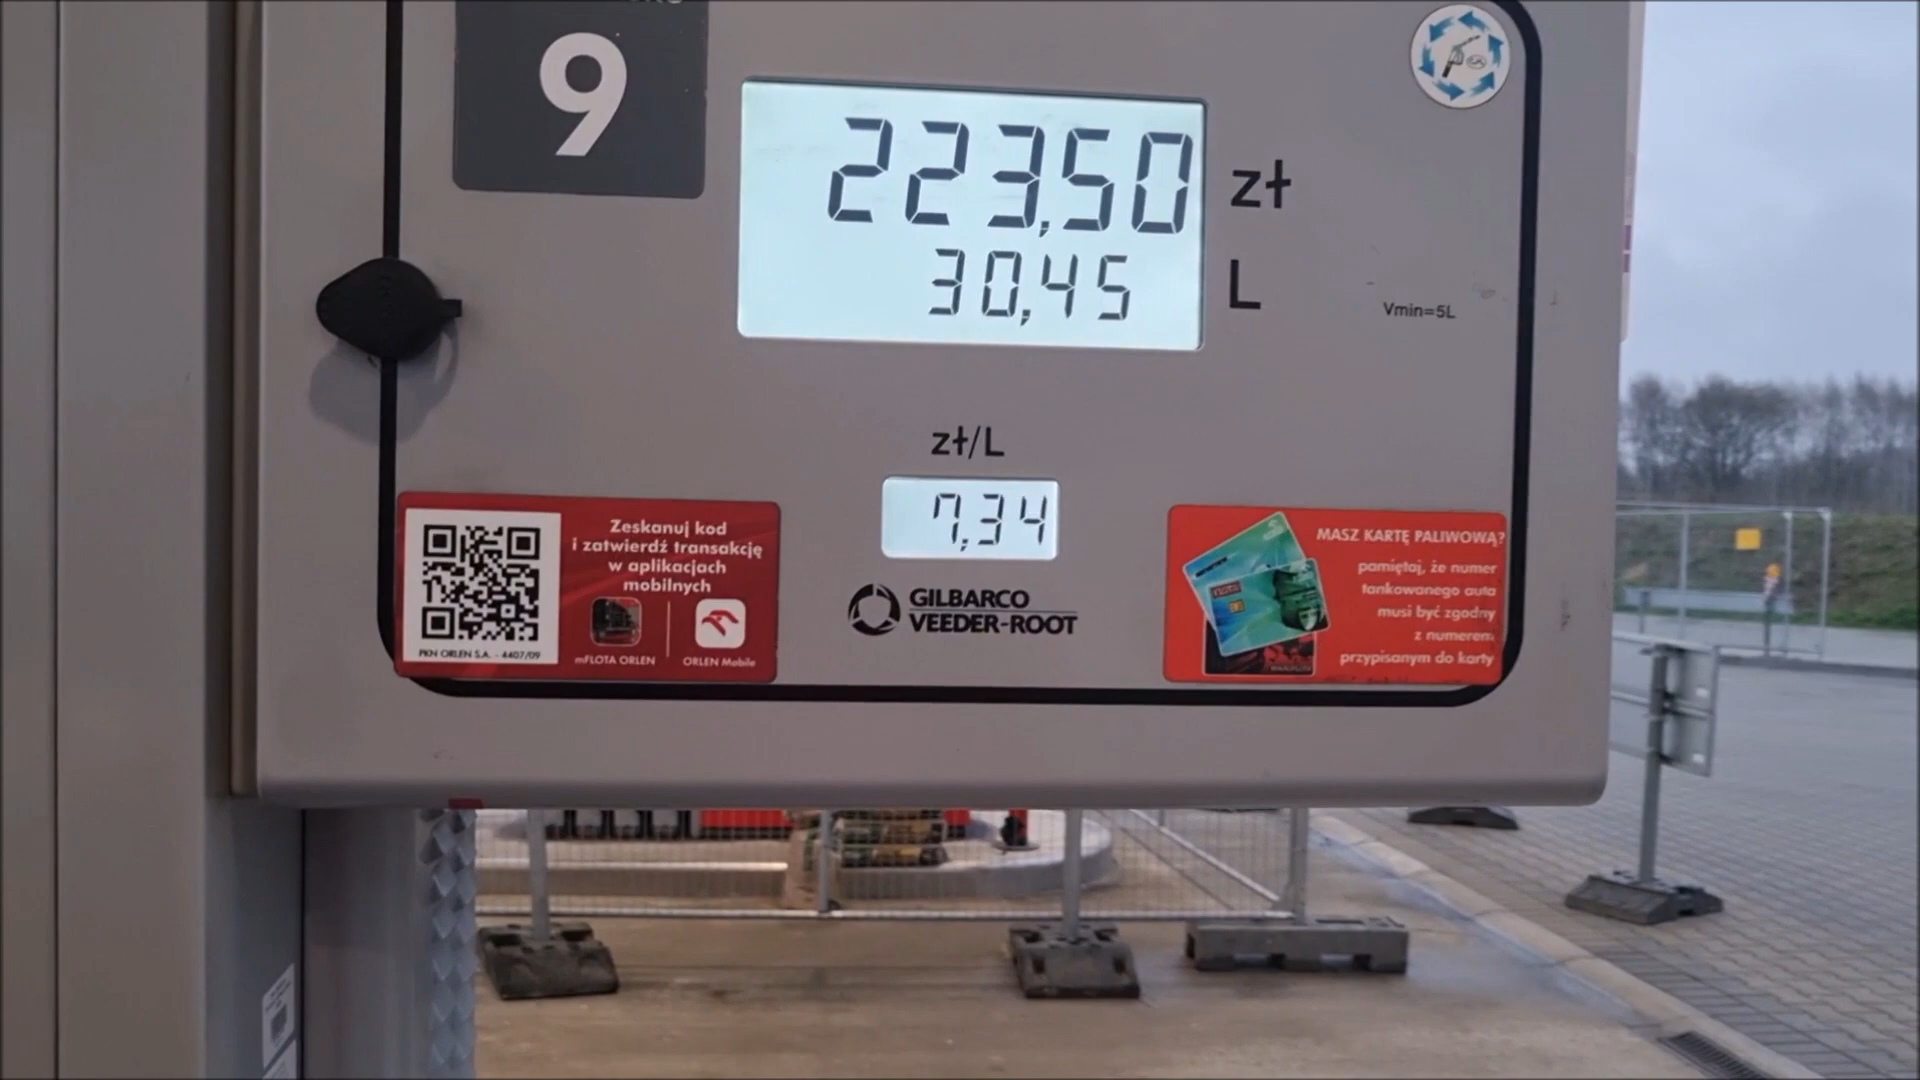 9
223,50 zł
30,45 L
Vmin=5L
zł/L
7,34
Zeskanuj kod
i zatwierdź transakcję
w aplikacjach
mobilnych
PKN ORLEN S.A. - 4407/09
mFLOTA ORLEN
ORLEN Mobile
GILBARCO
VEEDER-ROOT
MASZ KARTĘ PALIWOWĄ?
pamiętaj, że numer
tankowanego auta
musi być zgodny
z numerem
przypisanym do karty